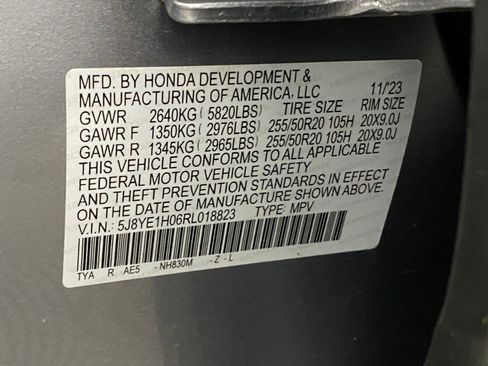 MFD. BY HONDA DEVELOPMENT &
MANUFACTURING OF AMERICA, LLC 11/'23
GVWR 2640KG ( 5820LBS) TIRE SIZE RIM SIZE
GAWR F 1350KG ( 2976LBS) 255/50R20 105H 20X9.0J
GAWR R 1345KG ( 2965LBS) 255/50R20 105H 20X9.0J
THIS VEHICLE CONFORMS TO ALL APPLICABLE
FEDERAL MOTOR VEHICLE SAFETY
AND THEFT PREVENTION STANDARDS IN EFFECT
ON THE DATE OF MANUFACTURE SHOWN ABOVE.
V.I.N.: 5J8YE1H06RL018823 TYPE: MPV
TYA R AE5 - NH830M - Z - L